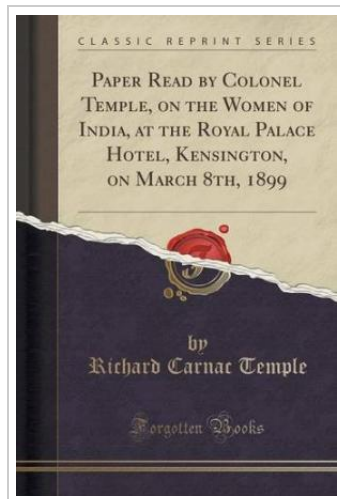 CLASSIC REPRINT SERIES
PAPER READ BY COLONEL
TEMPLE, ON THE WOMEN OF
INDIA, AT THE ROYAL PALACE
HOTEL, KENSINGTON,
ON MARCH 8TH, 1899
by
Richard Carnac Temple
Forgotten Books